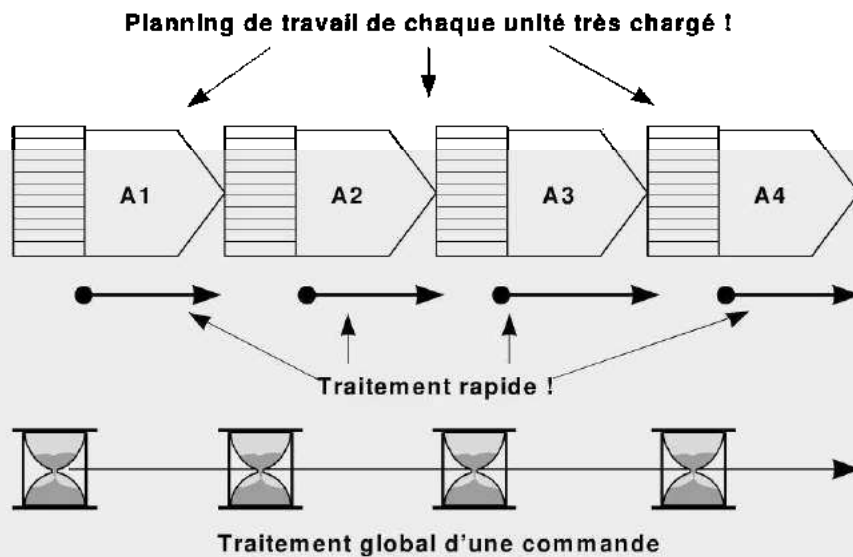 Planning de travail de chaque unité très chargé !
A1 A2 A3 A4
Traitement rapide !
Traitement global d'une commande